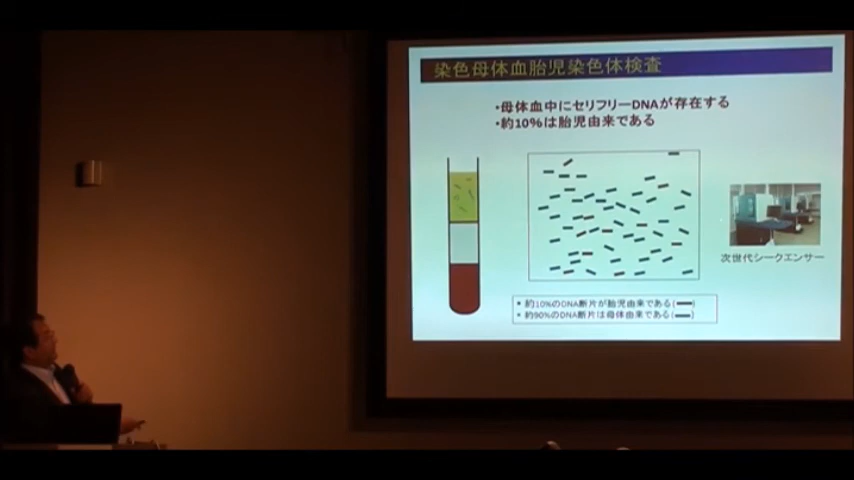 染色母体血胎児染色体検査
•母体血中にセリフリーDNAが存在する
•約10%は胎児由来である
次世代シークエンサー
• 約10%のDNA断片が胎児由来である(━)
• 約90%のDNA断片は母体由来である(━)